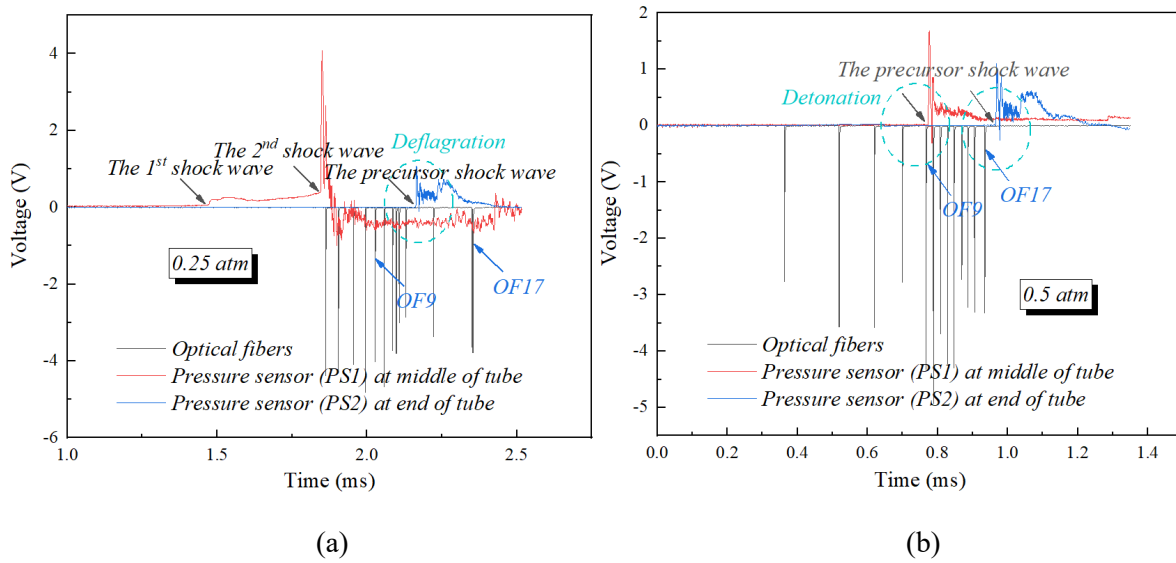 4
2
0
-2
-4
-6
1.0
1.5
2.0
2.5
Voltage (V)
Time (ms)
The 1st shock wave
The 2nd shock wave
Deflagration
The precursor shock wave
0.25 atm
OF9
OF17
Optical fibers
Pressure sensor (PS1) at middle of tube
Pressure sensor (PS2) at end of tube
(a)
2
1
0
-1
-2
-3
-4
-5
0.0
0.2
0.4
0.6
0.8
1.0
1.2
1.4
Voltage (V)
Time (ms)
The precursor shock wave
Detonation
OF9
OF17
0.5 atm
Optical fibers
Pressure sensor (PS1) at middle of tube
Pressure sensor (PS2) at end of tube
(b)